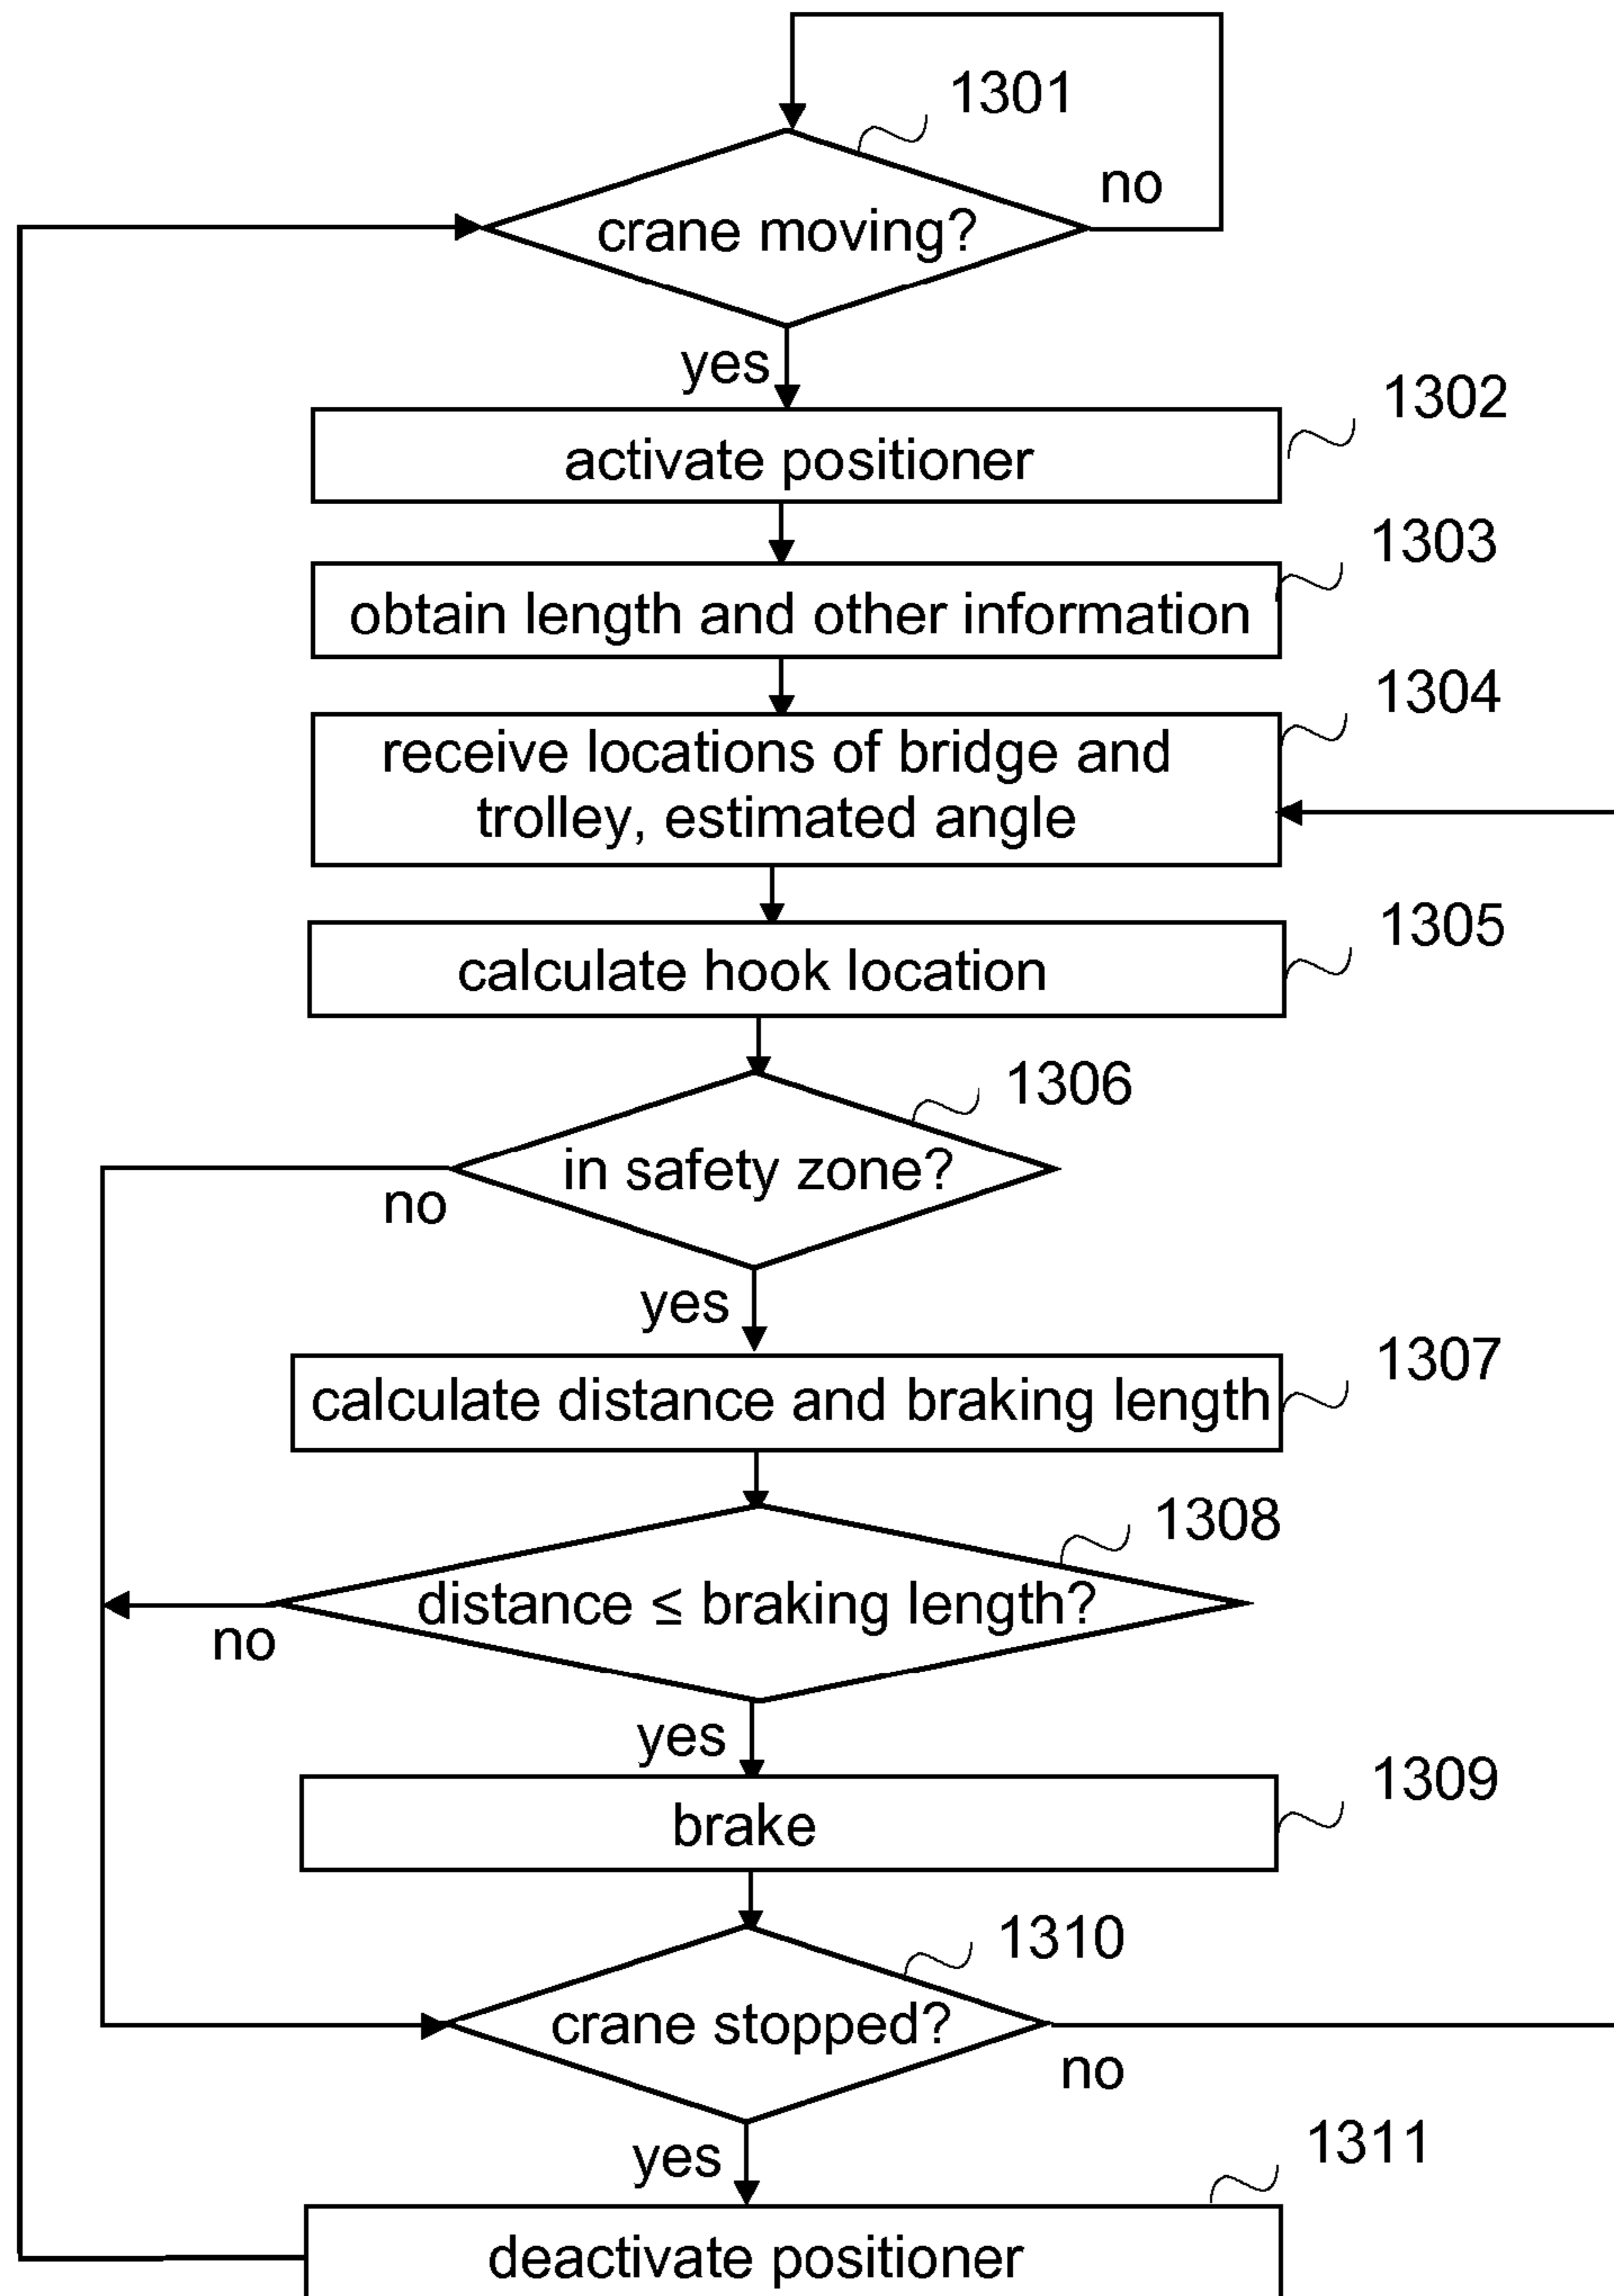 1301
no
crane moving?
yes
1302
activate positioner
1303
obtain length and other information
1304
receive locations of bridge and
trolley, estimated angle
1305
calculate hook location
1306
in safety zone?
no
yes
1307
calculate distance and braking length
1308
distance ≤ braking length?
no
yes
1309
brake
1310
crane stopped?
no
yes
1311
deactivate positioner